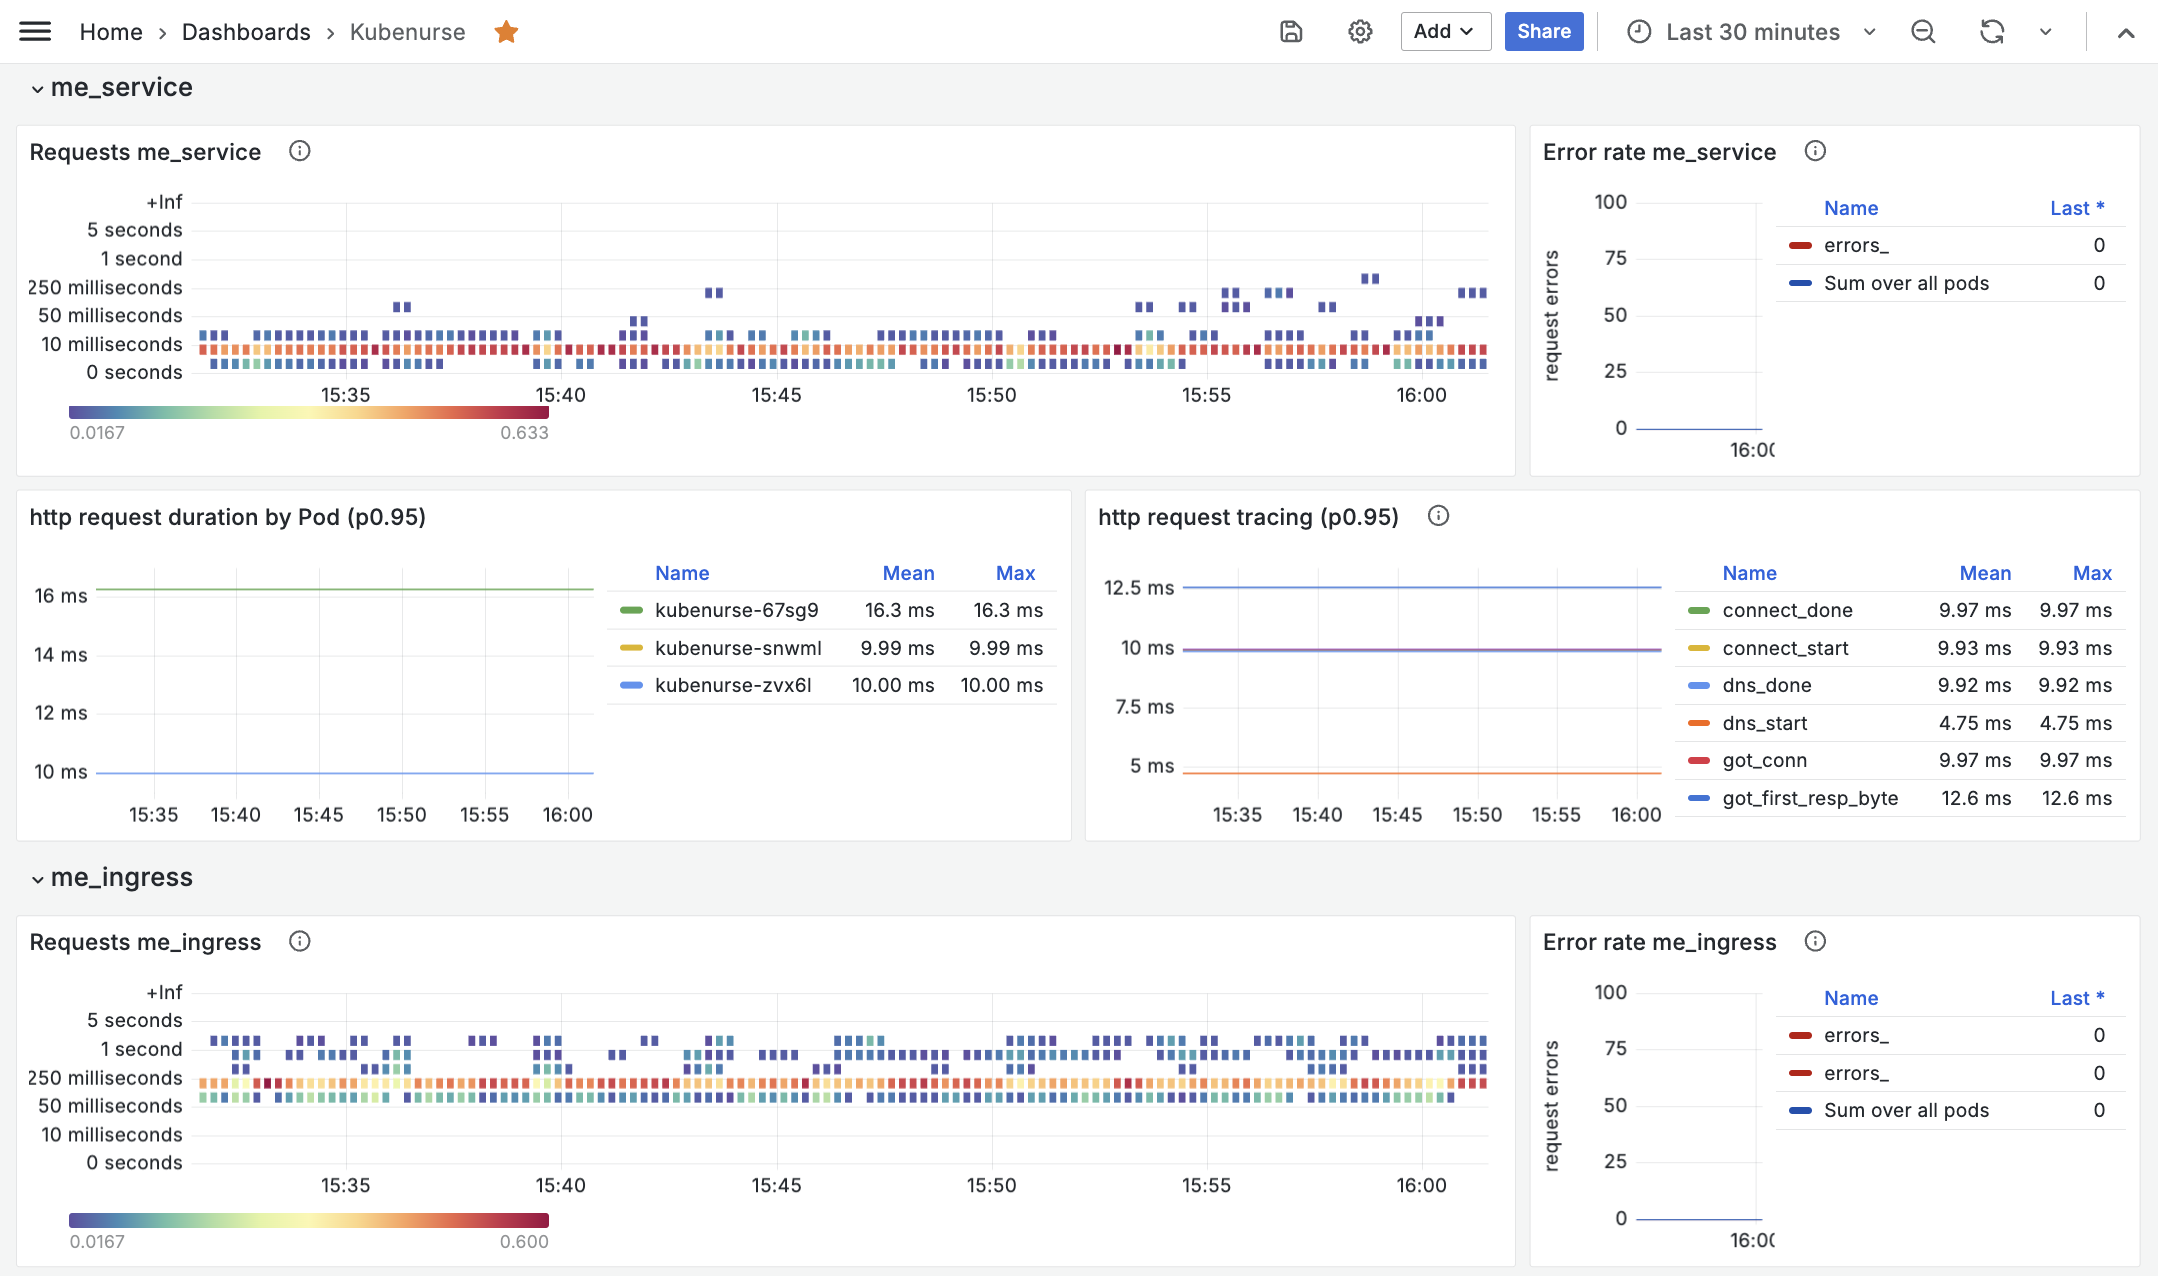 Home › Dashboards › Kubenurse
Add
Share
Last 30 minutes
me_service
Requests me_service
+Inf
5 seconds
1 second
250 milliseconds
50 milliseconds
10 milliseconds
0 seconds
15:35 15:40 15:45 15:50 15:55 16:00
0.0167 0.633
Error rate me_service
request errors
100
75
50
25
0
16:00
Name Last *
errors_ 0
Sum over all pods 0
http request duration by Pod (p0.95)
16 ms
14 ms
12 ms
10 ms
15:35 15:40 15:45 15:50 15:55 16:00
Name Mean Max
kubenurse-67sg9 16.3 ms 16.3 ms
kubenurse-snwml 9.99 ms 9.99 ms
kubenurse-zvx6l 10.00 ms 10.00 ms
http request tracing (p0.95)
12.5 ms
10 ms
7.5 ms
5 ms
15:35 15:40 15:45 15:50 15:55 16:00
Name Mean Max
connect_done 9.97 ms 9.97 ms
connect_start 9.93 ms 9.93 ms
dns_done 9.92 ms 9.92 ms
dns_start 4.75 ms 4.75 ms
got_conn 9.97 ms 9.97 ms
got_first_resp_byte 12.6 ms 12.6 ms
me_ingress
Requests me_ingress
+Inf
5 seconds
1 second
250 milliseconds
50 milliseconds
10 milliseconds
0 seconds
15:35 15:40 15:45 15:50 15:55 16:00
0.0167 0.600
Error rate me_ingress
request errors
100
75
50
25
0
16:00
Name Last *
errors_ 0
errors_ 0
Sum over all pods 0